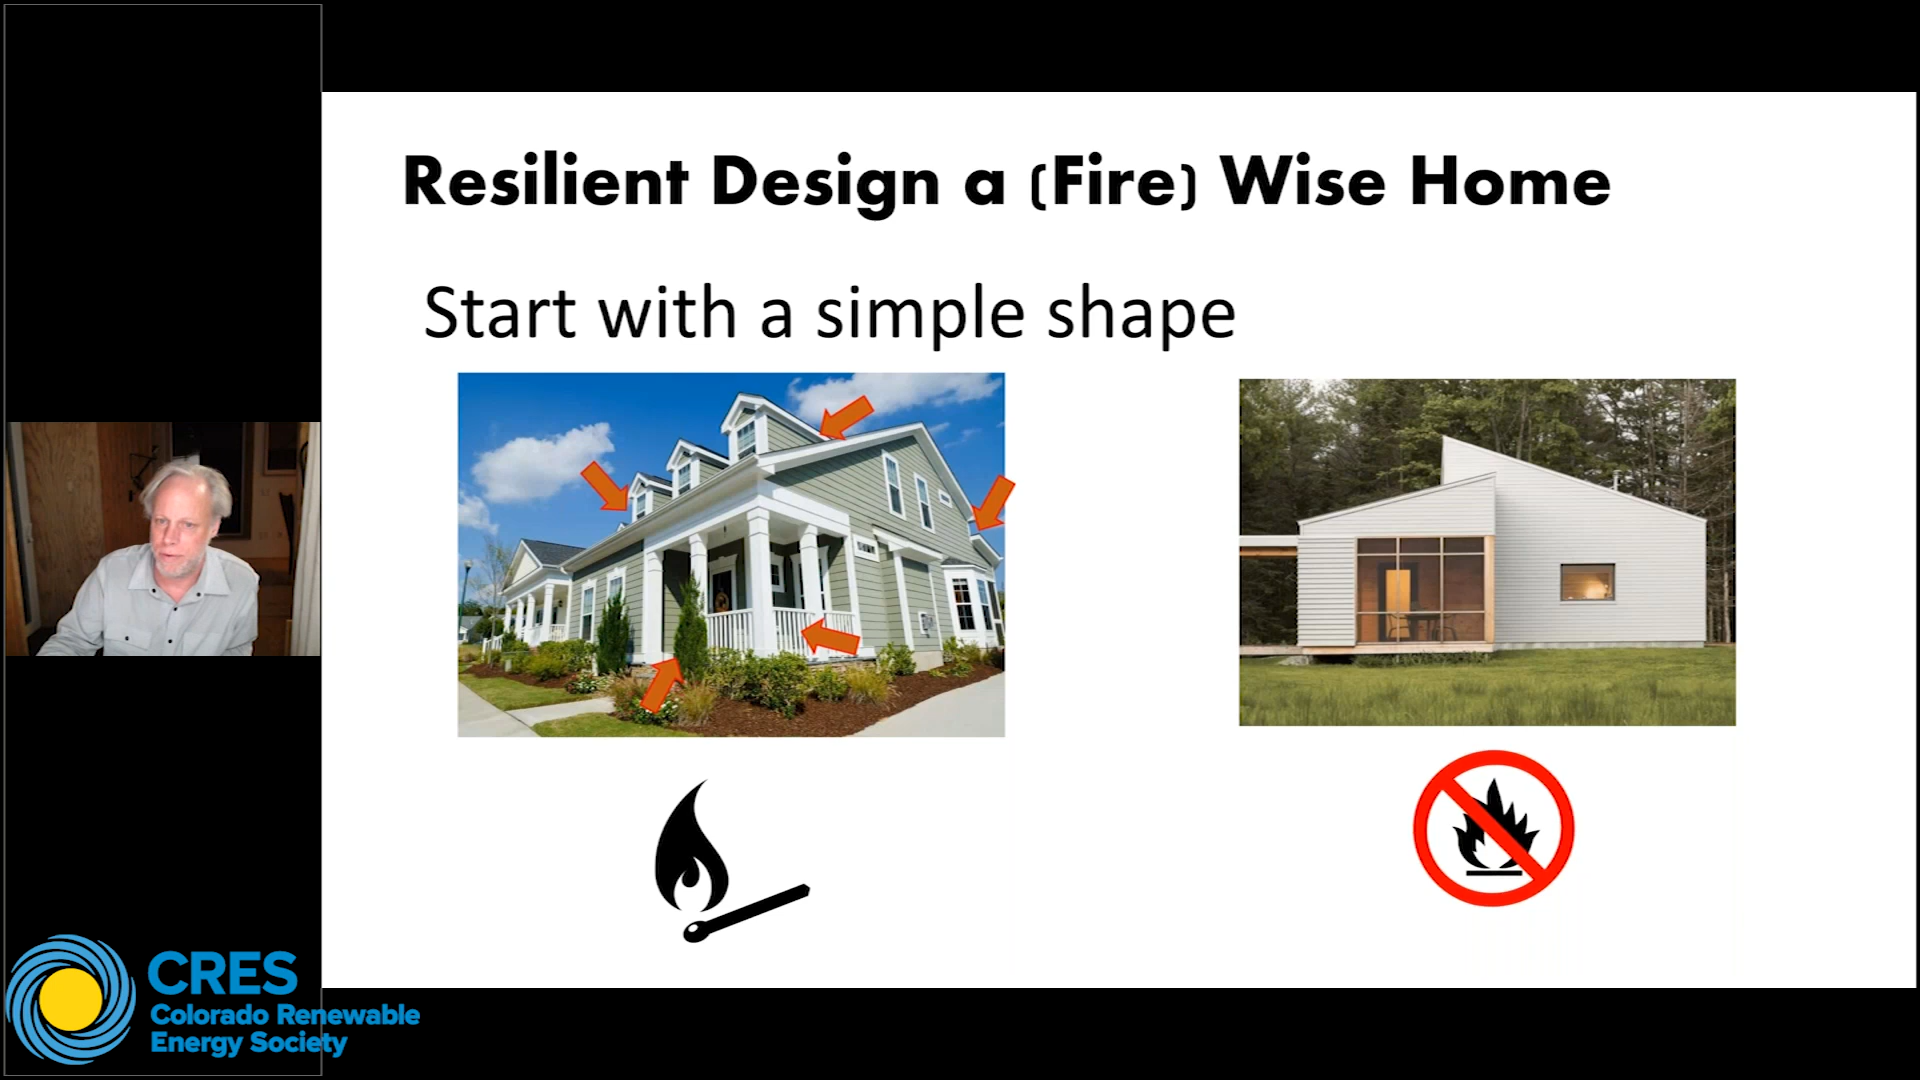 Resilient Design a (Fire) Wise Home
Start with a simple shape
CRES
Colorado Renewable
Energy Society